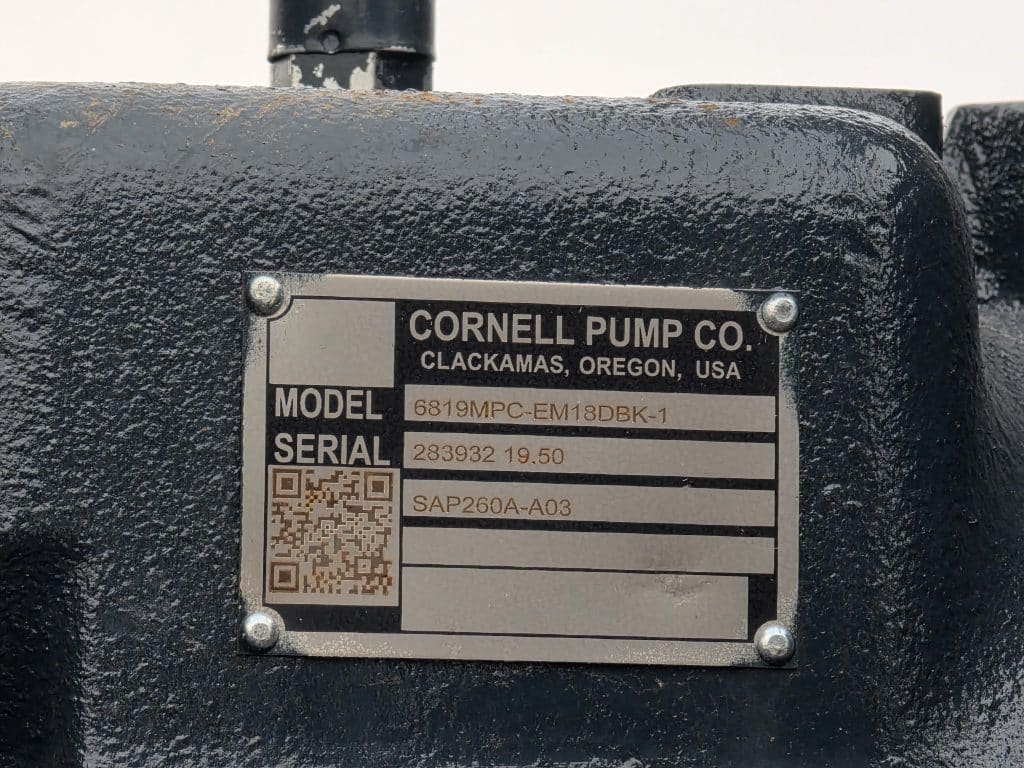 CORNELL PUMP CO.
CLACKAMAS, OREGON, USA
MODEL 6819MPC-EM18DBK-1
SERIAL 283932 19.50
SAP260A-A03